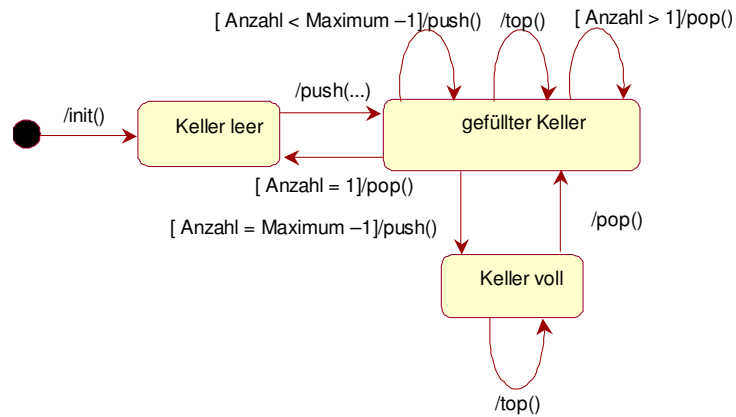 [ Anzahl < Maximum –1]/push()
/top()
[ Anzahl > 1]/pop()
/init()
Keller leer
/push(...)
gefüllter Keller
[ Anzahl = 1]/pop()
[ Anzahl = Maximum –1]/push()
/pop()
Keller voll
/top()